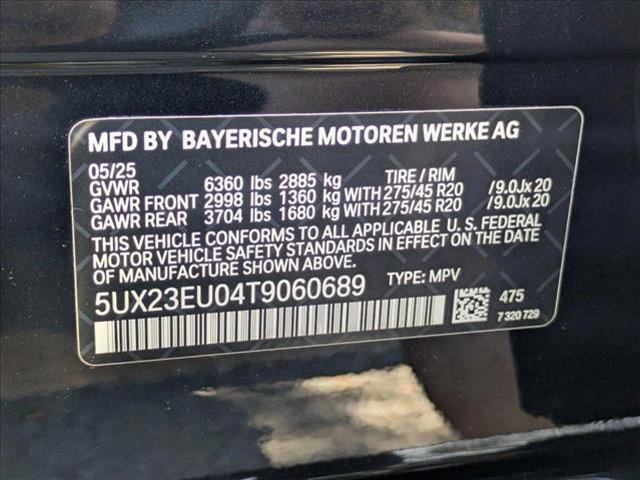 MFD BY BAYERISCHE MOTOREN WERKE AG
05/25 TIRE / RIM
GVWR 6360 lbs 2885 kg
GAWR FRONT 2998 lbs 1360 kg WITH 275/45 R20 /9.0Jx20
GAWR REAR 3704 lbs 1680 kg WITH 275/45 R20 /9.0Jx20
THIS VEHICLE CONFORMS TO ALL APPLICABLE U. S. FEDERAL
MOTOR VEHICLE SAFETY STANDARDS IN EFFECT ON THE DATE
OF MANUFACTURE SHOWN ABOVE.
5UX23EU04T9060689 TYPE: MPV
475
7 320 729